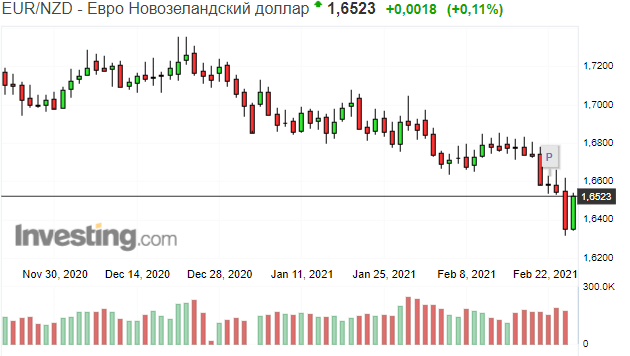 EUR/NZD - Евро Новозеландский доллар 1,6523 +0,0018 (+0,11%)
1,7200
1,7000
1,6800
P
1,6600
1,6523
1,6400
Investing.com
1,6200
Nov 30, 2020 Dec 14, 2020 Dec 28, 2020 Jan 11, 2021 Jan 25, 2021 Feb 8, 2021 Feb 22, 2021
300.0K
0